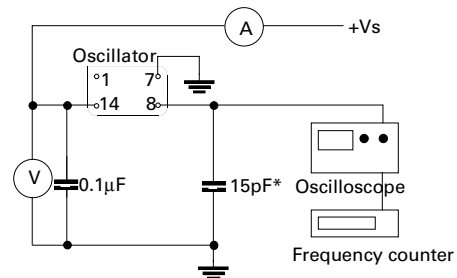 A
+Vs
Oscillator
1 7
14 8
V
0.1µF
15pF*
Oscilloscope
Frequency counter